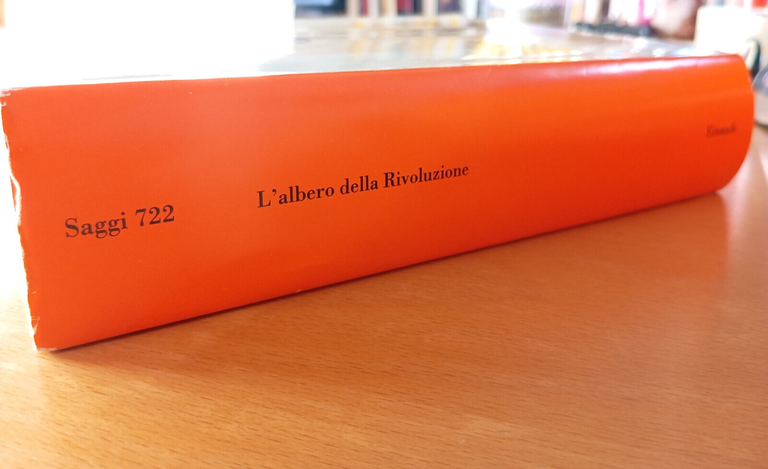 Saggi 722
L'albero della Rivoluzione
Einaudi